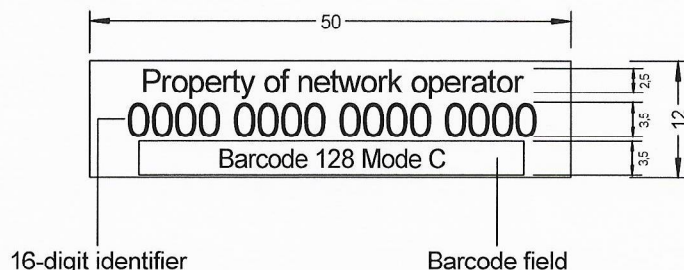 50
Property of network operator
2,5
0000 0000 0000 0000
3,5
12
Barcode 128 Mode C
3,5
16-digit identifier
Barcode field